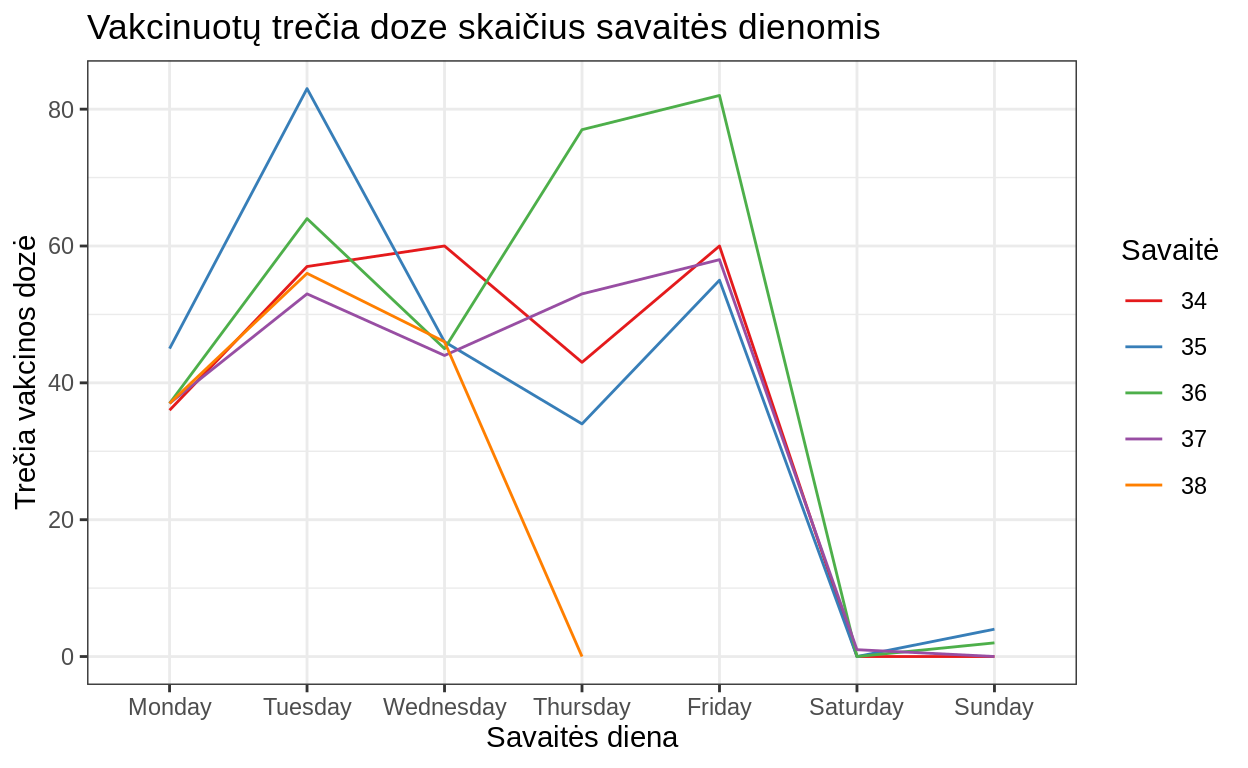 Vakcinuotų trečia doze skaičius savaitės dienomis
Trečia vakcinos dozė
80
60
40
20
0
Monday Tuesday Wednesday Thursday Friday Saturday Sunday
Savaitės diena
Savaitė
34
35
36
37
38